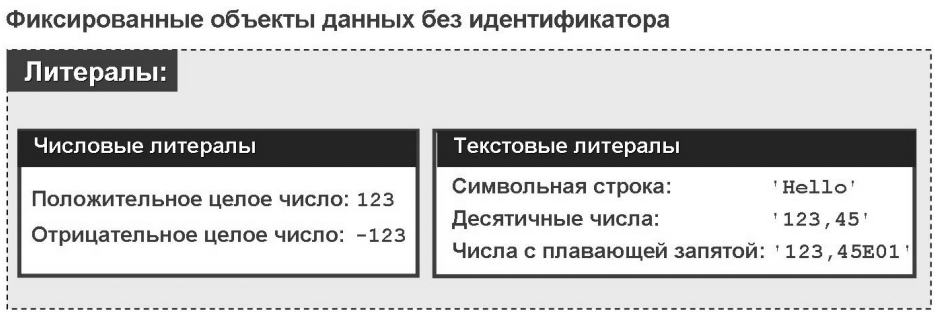 Фиксированные объекты данных без идентификатора
Литералы:
Числовые литералы
Положительное целое число: 123
Отрицательное целое число: -123
Текстовые литералы
Символьная строка: 'Hello'
Десятичные числа: '123,45'
Числа с плавающей запятой: '123,45E01'